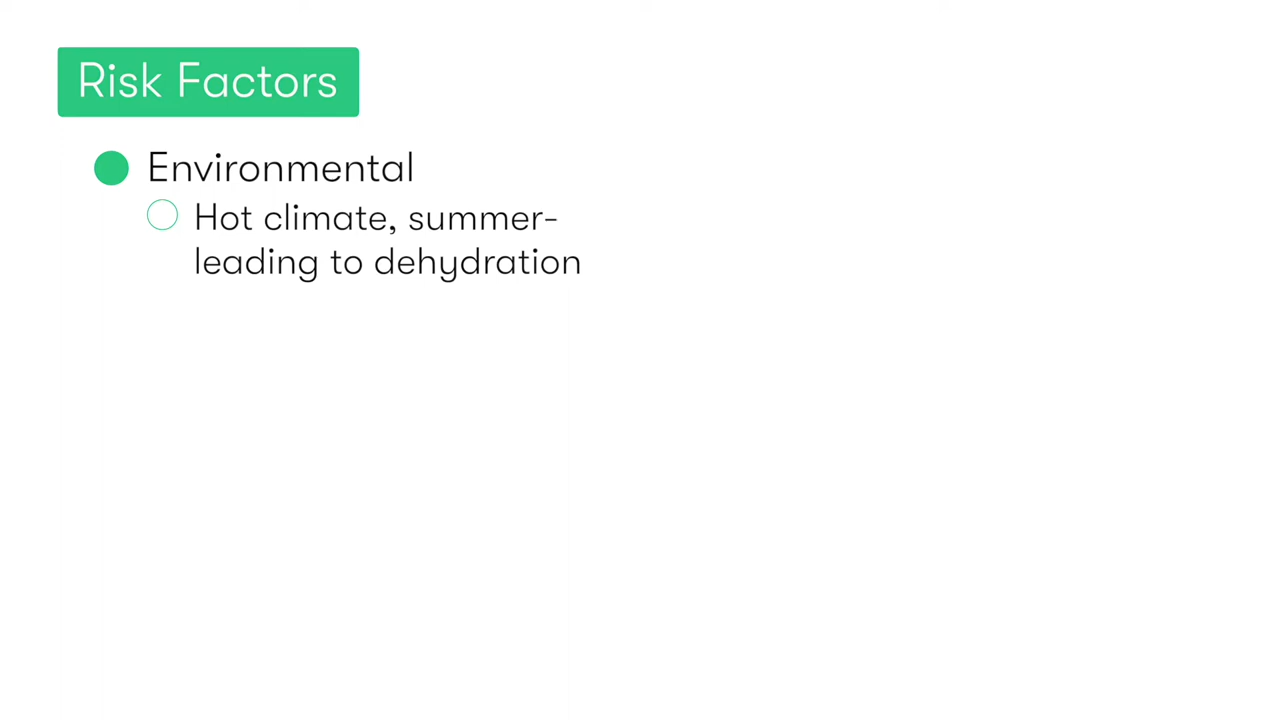 Risk Factors
Environmental
Hot climate, summer-
leading to dehydration